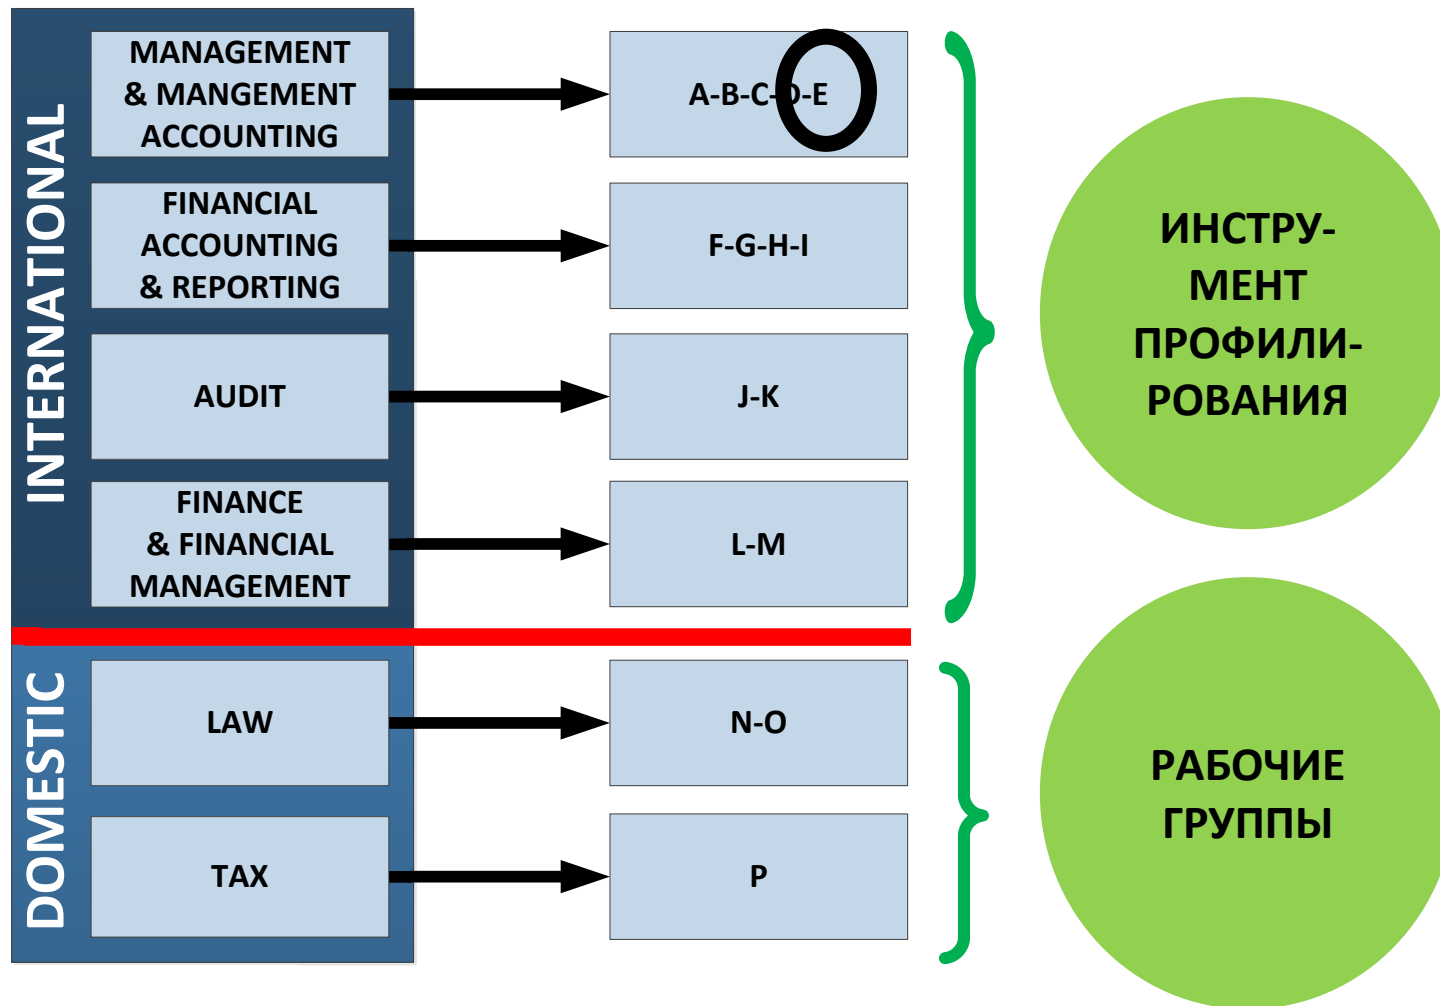 INTERNATIONAL
MANAGEMENT
& MANGEMENT
ACCOUNTING
A-B-C-D-E
FINANCIAL
ACCOUNTING
& REPORTING
F-G-H-I
AUDIT
J-K
FINANCE
& FINANCIAL
MANAGEMENT
L-M
ИНСТРУ-
МЕНТ
ПРОФИЛИ-
РОВАНИЯ
DOMESTIC
LAW
N-O
TAX
P
РАБОЧИЕ
ГРУППЫ